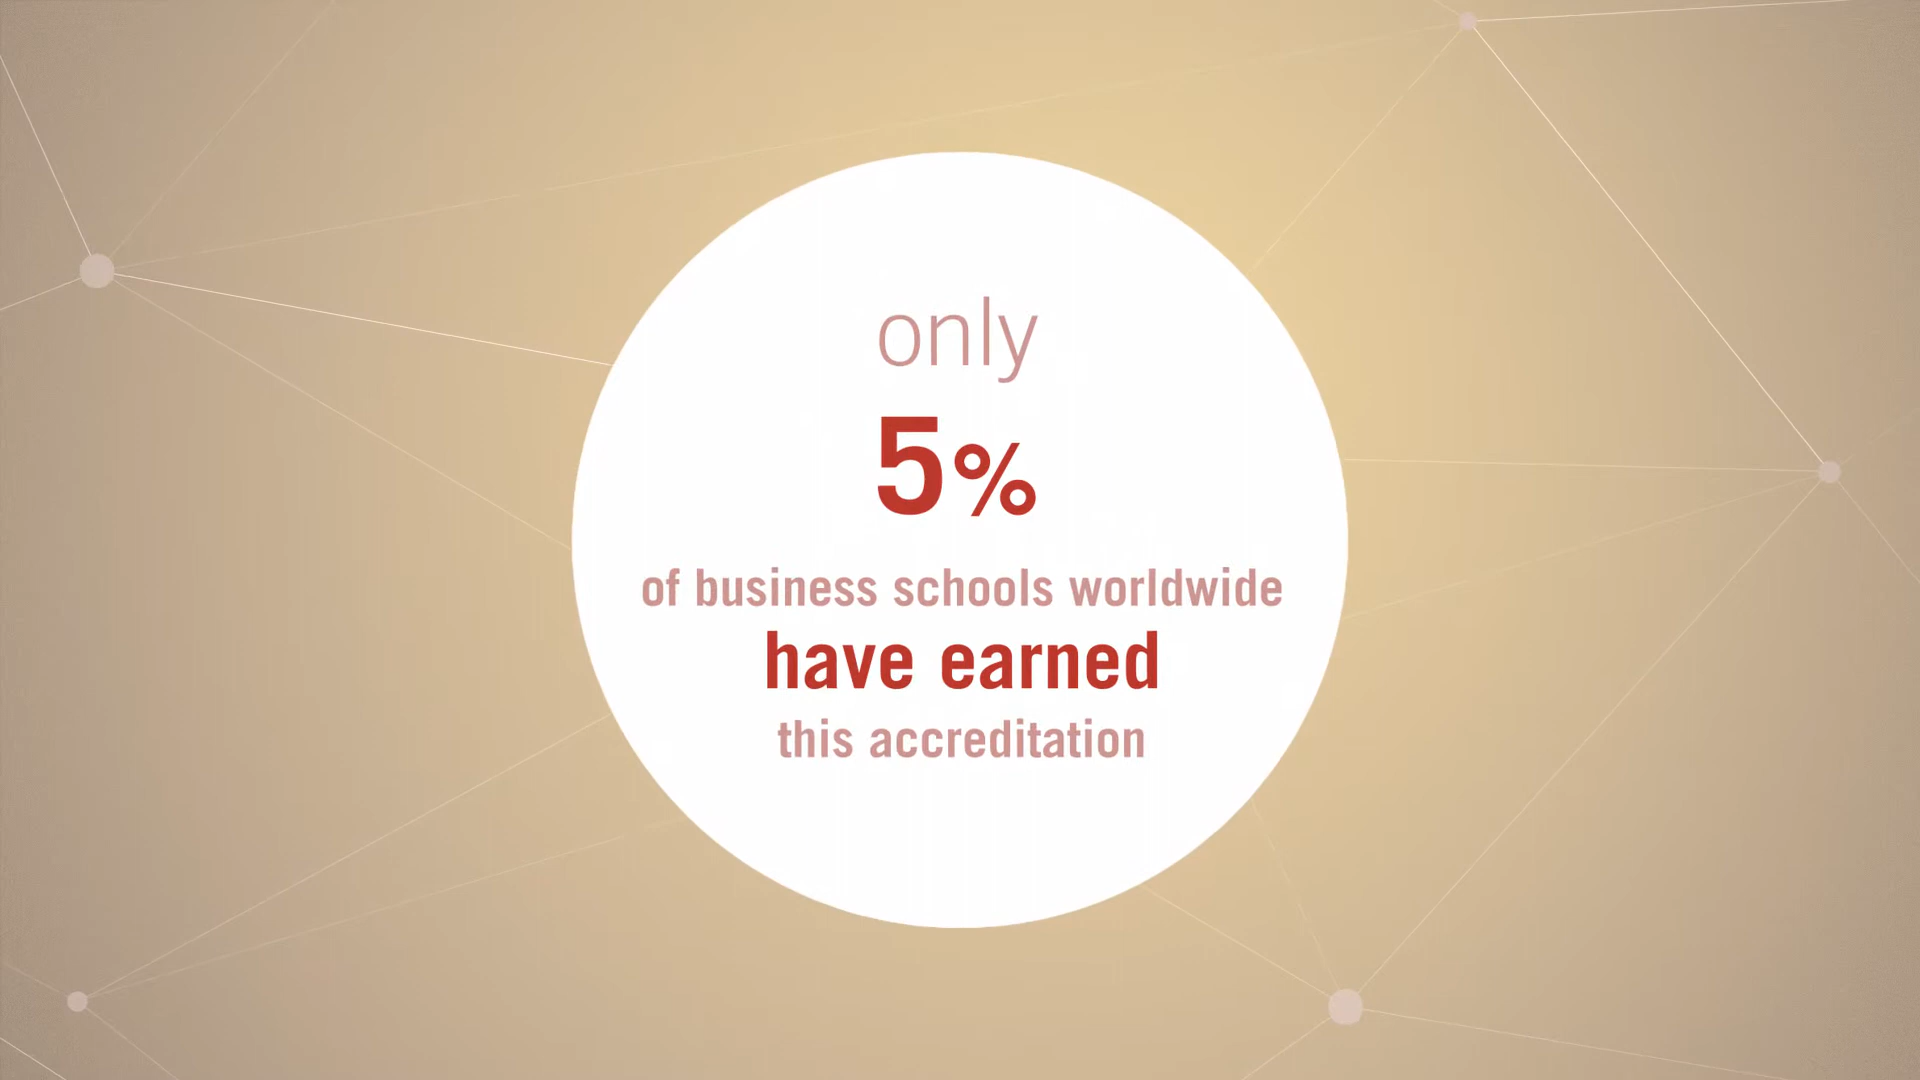 only
5%
of business schools worldwide
have earned
this accreditation